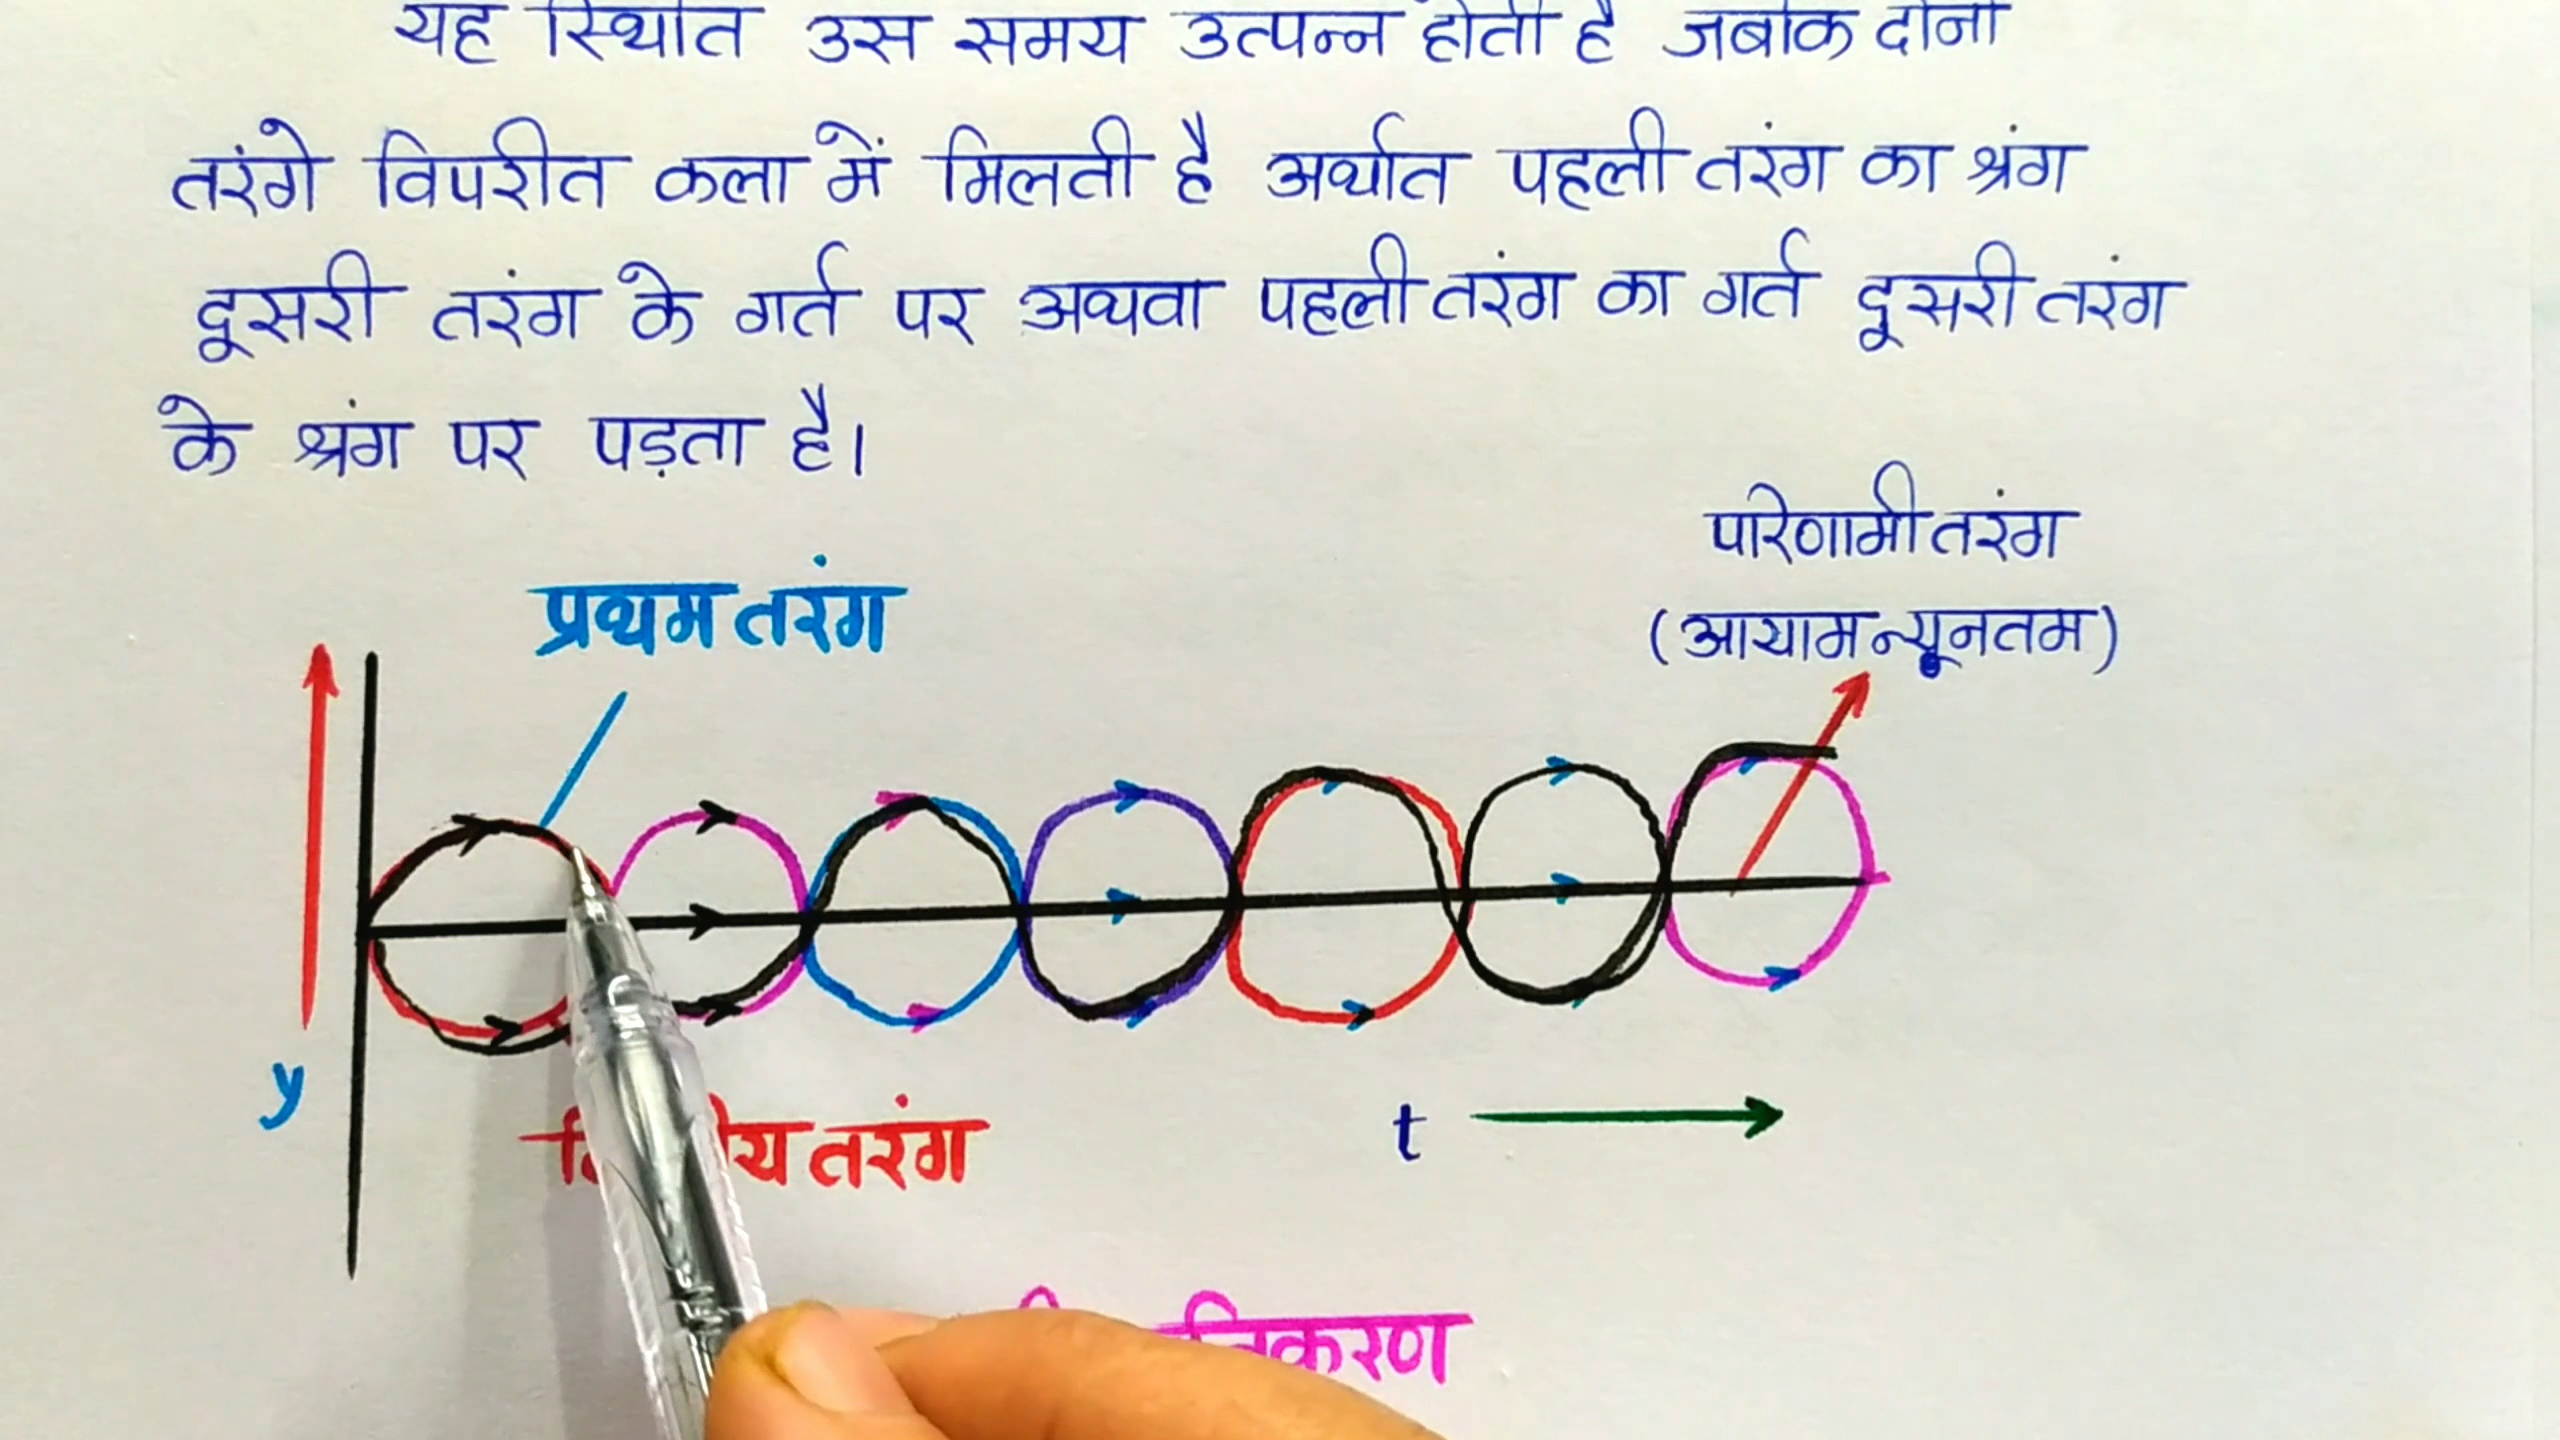 यह स्थिति उस समय उत्पन्न होती है जबकि दोनो
तरंगे विपरीत कला में मिलती है अर्थात पहली तरंग का श्रंग
दूसरी तरंग के गर्त पर अथवा पहली तरंग का गर्त दूसरी तरंग
के श्रंग पर पड़ता है।
परिणामी तरंग
(आयाम न्यूनतम)
प्रथम तरंग
y
तरंग
t